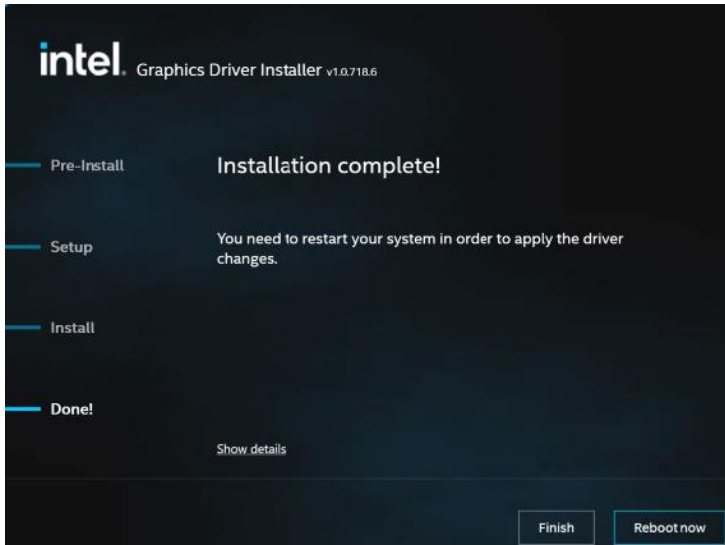 intel. Graphics Driver Installer v1.0.718.6
Pre-Install
Installation complete!
Setup
You need to restart your system in order to apply the driver
changes.
Install
Done!
Show details
Finish
Reboot now